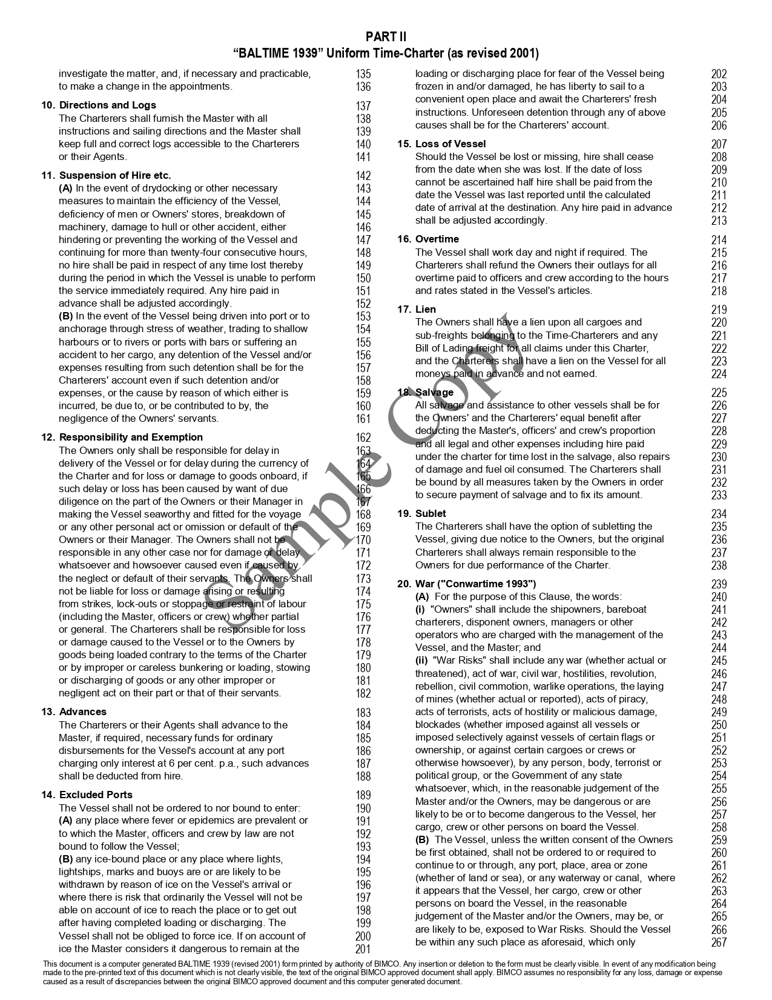 PART II
“BALTIME 1939” Uniform Time-Charter (as revised 2001)
investigate the matter, and, if necessary and practicable, 135
to make a change in the appointments. 136
10. Directions and Logs 137
The Charterers shall furnish the Master with all 138
instructions and sailing directions and the Master shall 139
keep full and correct logs accessible to the Charterers 140
or their Agents. 141
11. Suspension of Hire etc. 142
(A) In the event of drydocking or other necessary 143
measures to maintain the efficiency of the Vessel, 144
deficiency of men or Owners' stores, breakdown of 145
machinery, damage to hull or other accident, either 146
hindering or preventing the working of the Vessel and 147
continuing for more than twenty-four consecutive hours, 148
no hire shall be paid in respect of any time lost thereby 149
during the period in which the Vessel is unable to perform 150
the service immediately required. Any hire paid in 151
advance shall be adjusted accordingly. 152
(B) In the event of the Vessel being driven into port or to 153
anchorage through stress of weather, trading to shallow 154
harbours or to rivers or ports with bars or suffering an 155
accident to her cargo, any detention of the Vessel and/or 156
expenses resulting from such detention shall be for the 157
Charterers' account even if such detention and/or 158
expenses, or the cause by reason of which either is 159
incurred, be due to, or be contributed to by, the 160
negligence of the Owners' servants. 161
12. Responsibility and Exemption 162
The Owners only shall be responsible for delay in 163
delivery of the Vessel or for delay during the currency of 164
the Charter and for loss or damage to goods onboard, if 165
such delay or loss has been caused by want of due 166
diligence on the part of the Owners or their Manager in 167
making the Vessel seaworthy and fitted for the voyage 168
or any other personal act or omission or default of the 169
Owners or their Manager. The Owners shall not be 170
responsible in any other case nor for damage or delay 171
whatsoever and howsoever caused even if caused by 172
the neglect or default of their servants. The Owners shall 173
not be liable for loss or damage arising or resulting 174
from strikes, lock-outs or stoppage or restraint of labour 175
(including the Master, officers or crew) whether partial 176
or general. The Charterers shall be responsible for loss 177
or damage caused to the Vessel or to the Owners by 178
goods being loaded contrary to the terms of the Charter 179
or by improper or careless bunkering or loading, stowing 180
or discharging of goods or any other improper or 181
negligent act on their part or that of their servants. 182
13. Advances 183
The Charterers or their Agents shall advance to the 184
Master, if required, necessary funds for ordinary 185
disbursements for the Vessel's account at any port 186
charging only interest at 6 per cent. p.a., such advances 187
shall be deducted from hire. 188
14. Excluded Ports 189
The Vessel shall not be ordered to nor bound to enter: 190
(A) any place where fever or epidemics are prevalent or 191
to which the Master, officers and crew by law are not 192
bound to follow the Vessel; 193
(B) any ice-bound place or any place where lights, 194
lightships, marks and buoys are or are likely to be 195
withdrawn by reason of ice on the Vessel's arrival or 196
where there is risk that ordinarily the Vessel will not be 197
able on account of ice to reach the place or to get out 198
after having completed loading or discharging. The 199
Vessel shall not be obliged to force ice. If on account of 200
ice the Master considers it dangerous to remain at the 201
loading or discharging place for fear of the Vessel being 202
frozen in and/or damaged, he has liberty to sail to a 203
convenient open place and await the Charterers' fresh 204
instructions. Unforeseen detention through any of above 205
causes shall be for the Charterers' account. 206
15. Loss of Vessel 207
Should the Vessel be lost or missing, hire shall cease 208
from the date when she was lost. If the date of loss 209
cannot be ascertained half hire shall be paid from the 210
date the Vessel was last reported until the calculated 211
date of arrival at the destination. Any hire paid in advance 212
shall be adjusted accordingly. 213
16. Overtime 214
The Vessel shall work day and night if required. The 215
Charterers shall refund the Owners their outlays for all 216
overtime paid to officers and crew according to the hours 217
and rates stated in the Vessel's articles. 218
17. Lien 219
The Owners shall have a lien upon all cargoes and 220
sub-freights belonging to the Time-Charterers and any 221
Bill of Lading freight for all claims under this Charter, 222
and the Charterers shall have a lien on the Vessel for all 223
moneys paid in advance and not earned. 224
18. Salvage 225
All salvage and assistance to other vessels shall be for 226
the Owners' and the Charterers' equal benefit after 227
deducting the Master's, officers' and crew's proportion 228
and all legal and other expenses including hire paid 229
under the charter for time lost in the salvage, also repairs 230
of damage and fuel oil consumed. The Charterers shall 231
be bound by all measures taken by the Owners in order 232
to secure payment of salvage and to fix its amount. 233
19. Sublet 234
The Charterers shall have the option of subletting the 235
Vessel, giving due notice to the Owners, but the original 236
Charterers shall always remain responsible to the 237
Owners for due performance of the Charter. 238
20. War ("Conwartime 1993") 239
(A) For the purpose of this Clause, the words: 240
(i) "Owners" shall include the shipowners, bareboat 241
charterers, disponent owners, managers or other 242
operators who are charged with the management of the 243
Vessel, and the Master; and 244
(ii) "War Risks" shall include any war (whether actual or 245
threatened), act of war, civil war, hostilities, revolution, 246
rebellion, civil commotion, warlike operations, the laying 247
of mines (whether actual or reported), acts of piracy, 248
acts of terrorists, acts of hostility or malicious damage, 249
blockades (whether imposed against all vessels or 250
imposed selectively against vessels of certain flags or 251
ownership, or against certain cargoes or crews or 252
otherwise howsoever), by any person, body, terrorist or 253
political group, or the Government of any state 254
whatsoever, which, in the reasonable judgement of the 255
Master and/or the Owners, may be dangerous or are 256
likely to be or to become dangerous to the Vessel, her 257
cargo, crew or other persons on board the Vessel. 258
(B) The Vessel, unless the written consent of the Owners 259
be first obtained, shall not be ordered to or required to 260
continue to or through, any port, place, area or zone 261
(whether of land or sea), or any waterway or canal, where 262
it appears that the Vessel, her cargo, crew or other 263
persons on board the Vessel, in the reasonable 264
judgement of the Master and/or the Owners, may be, or 265
are likely to be, exposed to War Risks. Should the Vessel 266
be within any such place as aforesaid, which only 267
Sample Copy
This document is a computer generated BALTIME 1939 (revised 2001) form printed by authority of BIMCO. Any insertion or deletion to the form must be clearly visible. In event of any modification being
made to the pre-printed text of this document which is not clearly visible, the text of the original BIMCO approved document shall apply. BIMCO assumes no responsibility for any loss, damage or expense
caused as a result of discrepancies between the original BIMCO approved document and this computer generated document.